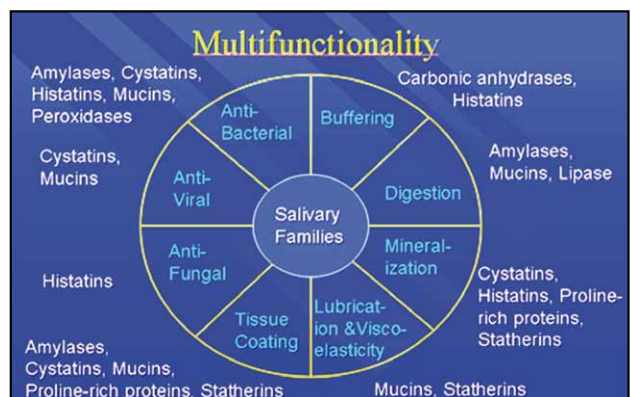 Multifunctionality
Amylases, Cystatins,
Histatins, Mucins,
Peroxidases
Carbonic anhydrases,
Histatins
Anti-
Bacterial
Buffering
Cystatins,
Mucins
Anti-
Viral
Digestion
Amylases,
Mucins, Lipase
Salivary
Families
Histatins
Anti-
Fungal
Mineral-
ization
Cystatins,
Histatins, Proline-
rich proteins,
Statherins
Tissue
Coating
Lubricat-
ion &Visco-
elasticity
Amylases,
Cystatins, Mucins,
Proline-rich proteins, Statherins
Mucins, Statherins